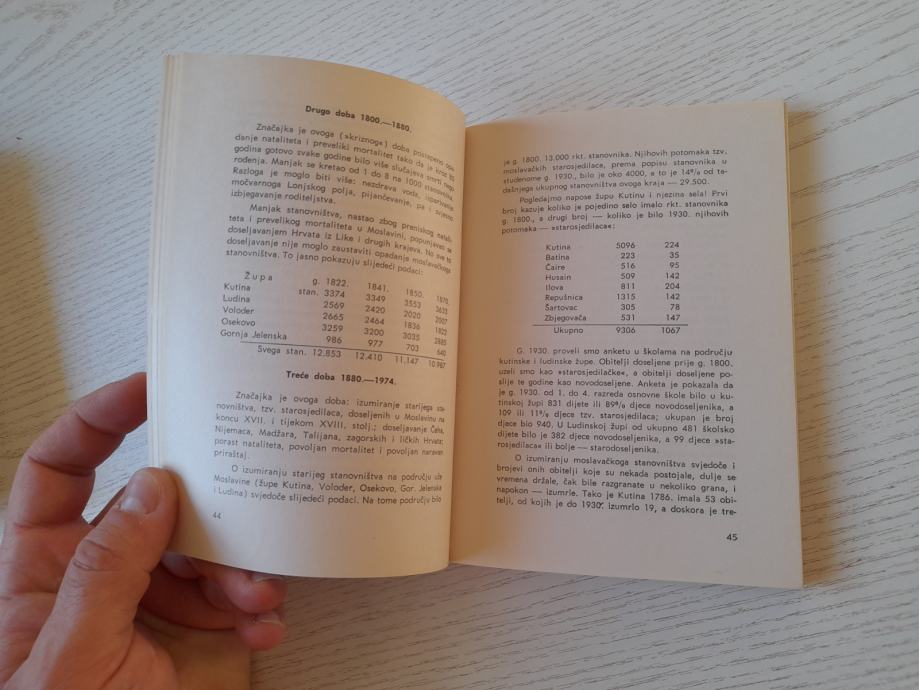 Drugo doba 1800.—1880.
Značajka je ovoga (»kriznog«) doba postepeno opa-
danje nataliteta i preveliki mortalitet tako da je kroz 80
godina gotovo svake godine bilo više slučajeva smrti nego
rođenja. Manjak se kretao od 1 do 8 na 1000 stanovnika.
Razloga je moglo biti više: nezdrava voda, isparivanje
močvarnoga Lonjskog polja, pijančevanje, pa i svjesno
izbjegavanje roditeljstva.
Manjak stanovništva, nastao zbog preniskog natali-
teta i prevelikog mortaliteta u Moslavini, popunjavan se
doseljavanjem Hrvata iz Like i drugih krajeva. No sve to
doseljavanje nije moglo zaustaviti opadanje moslavačkoga
stanovništva. To jasno pokazuju slijedeći podaci:
Župa g. 1822. 1841. 1850. 1870.
Kutina stan. 3374 3349 3553 3633
Ludina 2569 2420 2020 2007
Voloder 2665 2464 1836 1822
Osekovo 3259 3200 3035 2885
Gornja Jelenska 986 977 703 640
Svega stan. 12.853 12.410 11.147 10.987
Treće doba 1880.—1974.
Značajka je ovoga doba: izumiranje starijega sta-
novništva, tzv. starosjedilaca, doseljenih u Moslavinu na
koncu XVII. i tijekom XVIII. stolj.; doseljavanje Čeha,
Nijemaca, Madžara, Talijana, zagorskih i ličkih Hrvata;
porast nataliteta, povoljan mortalitet i povoljan naravan
priraštaj.
O izumiranju starijeg stanovništva na području uže
Moslavine (župe Kutina, Voloder, Osekovo, Gor. Jelenska
i Ludina) svjedoče slijedeći podaci. Na tome području bilo
44
je g. 1800. 13.000 rkt. stanovnika. Njihovih potomaka tzv.
moslavačkih starosjedilaca, prema popisu stanovnika u
studenome g. 1930., bilo je oko 4000, a to je 14% od ta-
dašnjega ukupnog stanovništva ovoga kraja — 29.500.
Pogledajmo napose župu Kutinu i njezina sela! Prvi
broj kazuje koliko je pojedino selo imalo rkt. stanovnika
g. 1800., a drugi broj — koliko je bilo 1930. njihovih
potomaka — »starosjedilaca«:
Kutina 5096 224
Batina 223 35
Čaire 516 95
Husain 509 142
Ilova 811 204
Repušnica 1315 142
Šartovac 305 78
Zbjegovača 531 147
Ukupno 9306 1067
G. 1930. proveli smo anketu u školama na području
kutinske i ludinske župe. Obitelji doseljene prije g. 1800.
uzeli smo kao »starosjedilačke«, a obitelji doseljene po-
slije te godine kao novodoseljene. Anketa je pokazala da
je g. 1930. od 1. do 4. razreda osnovne škole bilo u ku-
tinskoj župi 831 dijete ili 89% djece novodoseljenika, a
109 ili 11% djece tzv. starosjedilaca; ukupan je broj
djece bio 940. U Ludinskoj župi od ukupno 481 školsko
dijete bilo je 382 djece novodoseljenika, a 99 djece »sta-
rosjedilaca« ili bolje — starodoseljenika.
O izumiranju moslavačkoga stanovništva svjedoče i
brojevi onih obitelji koje su nekada postojale, dulje se
vremena držale, čak bile razgranate u nekoliko grana, i
napokon — izumrle. Tako je Kutina 1786. imala 53 obi-
telji, od kojih je do 1930. izumrlo 19, a doskora je tre-
45